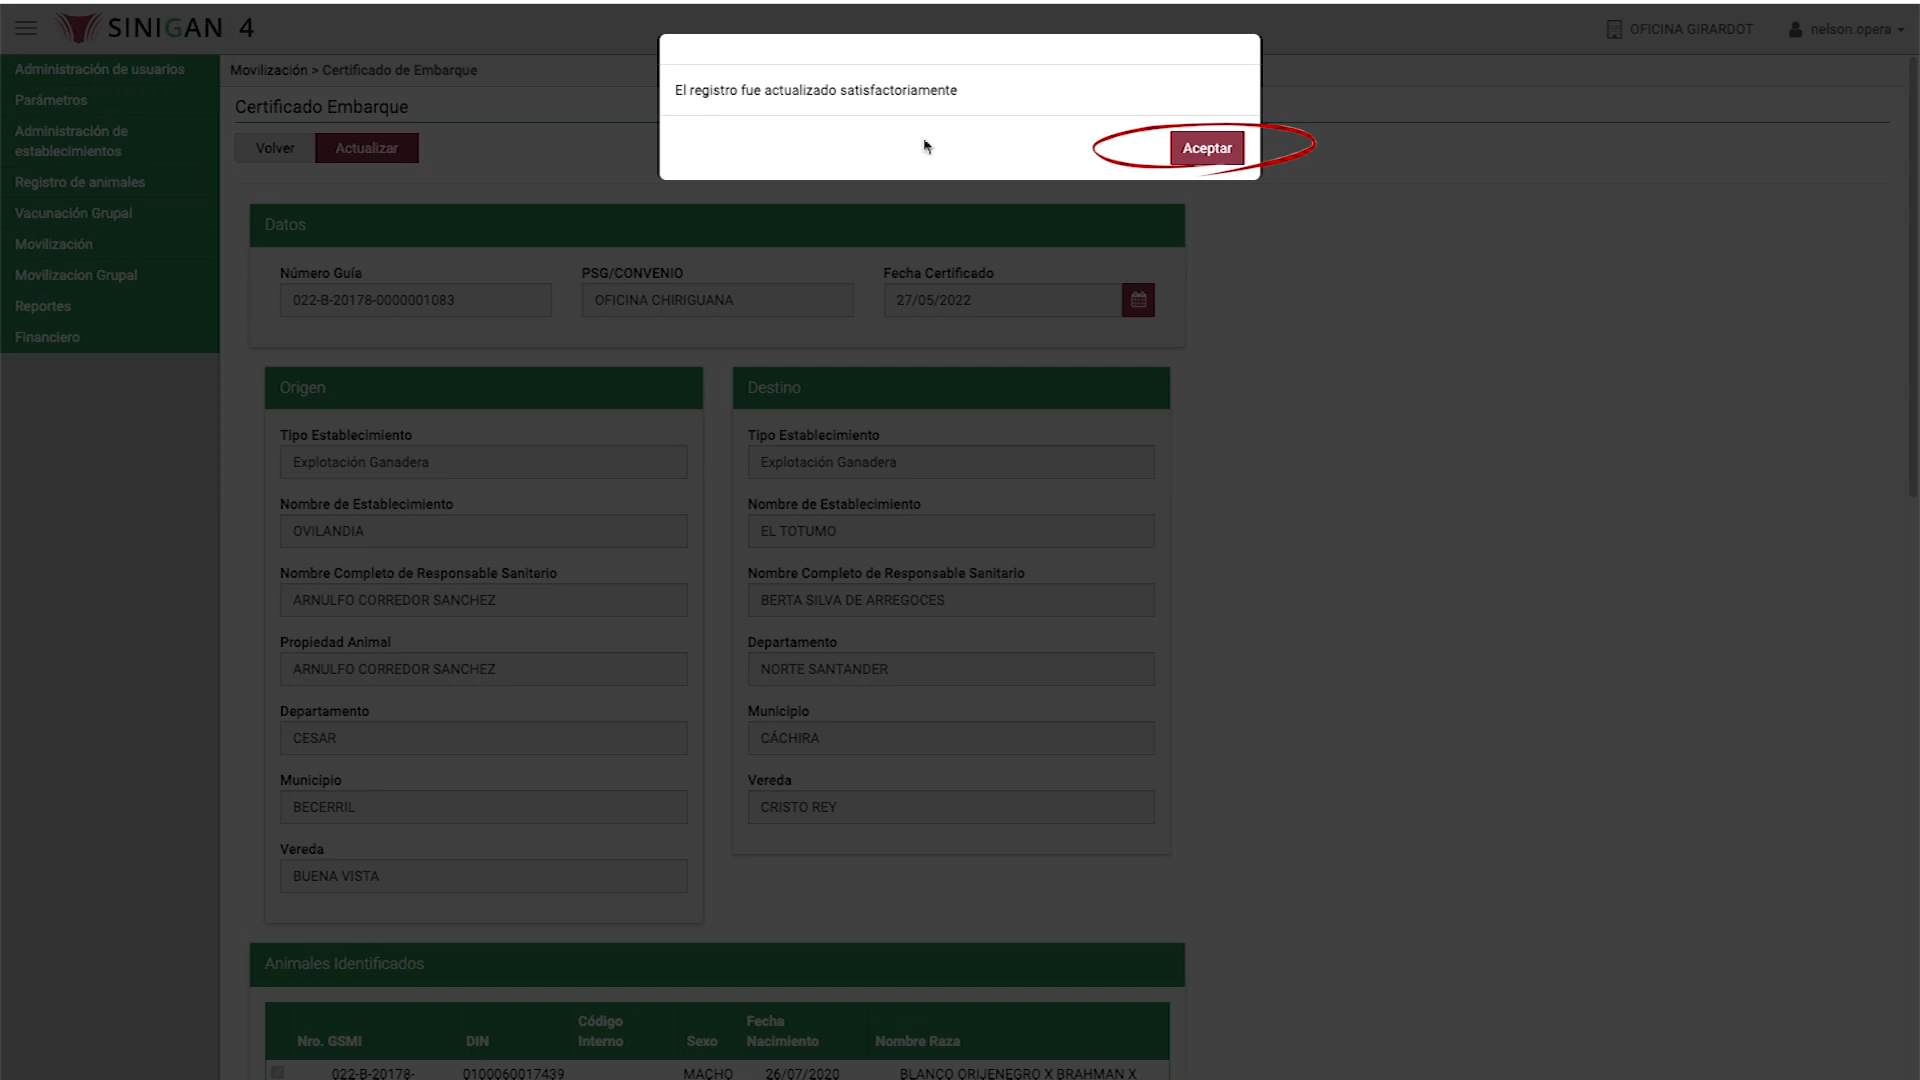 SINIGAN 4
OFICINA GIRARDOT
nelson.opera
Administración de usuarios
Parámetros
Administración de
establecimientos
Registro de animales
Vacunación Grupal
Movilización
Movilizacion Grupal
Reportes
Financiero
Movilización > Certificado de Embarque
Certificado Embarque
Volver
Actualizar
El registro fue actualizado satisfactoriamente
Aceptar
Datos
Número Guía
PSG/CONVENIO
Fecha Certificado
022-B-20178-0000001083
OFICINA CHIRIGUANA
27/05/2022
Origen
Tipo Establecimiento
Explotación Ganadera
Nombre de Establecimiento
OVILANDIA
Nombre Completo de Responsable Sanitario
ARNULFO CORREDOR SANCHEZ
Propiedad Animal
ARNULFO CORREDOR SANCHEZ
Departamento
CESAR
Municipio
BECERRIL
Vereda
BUENA VISTA
Destino
Tipo Establecimiento
Explotación Ganadera
Nombre de Establecimiento
EL TOTUMO
Nombre Completo de Responsable Sanitario
BERTA SILVA DE ARREGOCES
Departamento
NORTE SANTANDER
Municipio
CÁCHIRA
Vereda
CRISTO REY
Animales Identificados
Nro. GSMI
DIN
Código
Interno
Sexo
Fecha
Nacimiento
Nombre Raza
022-B-20178-
0100060017439
MACHO
26/07/2020
BLANCO ORIJENEGRO X BRAHMAN X